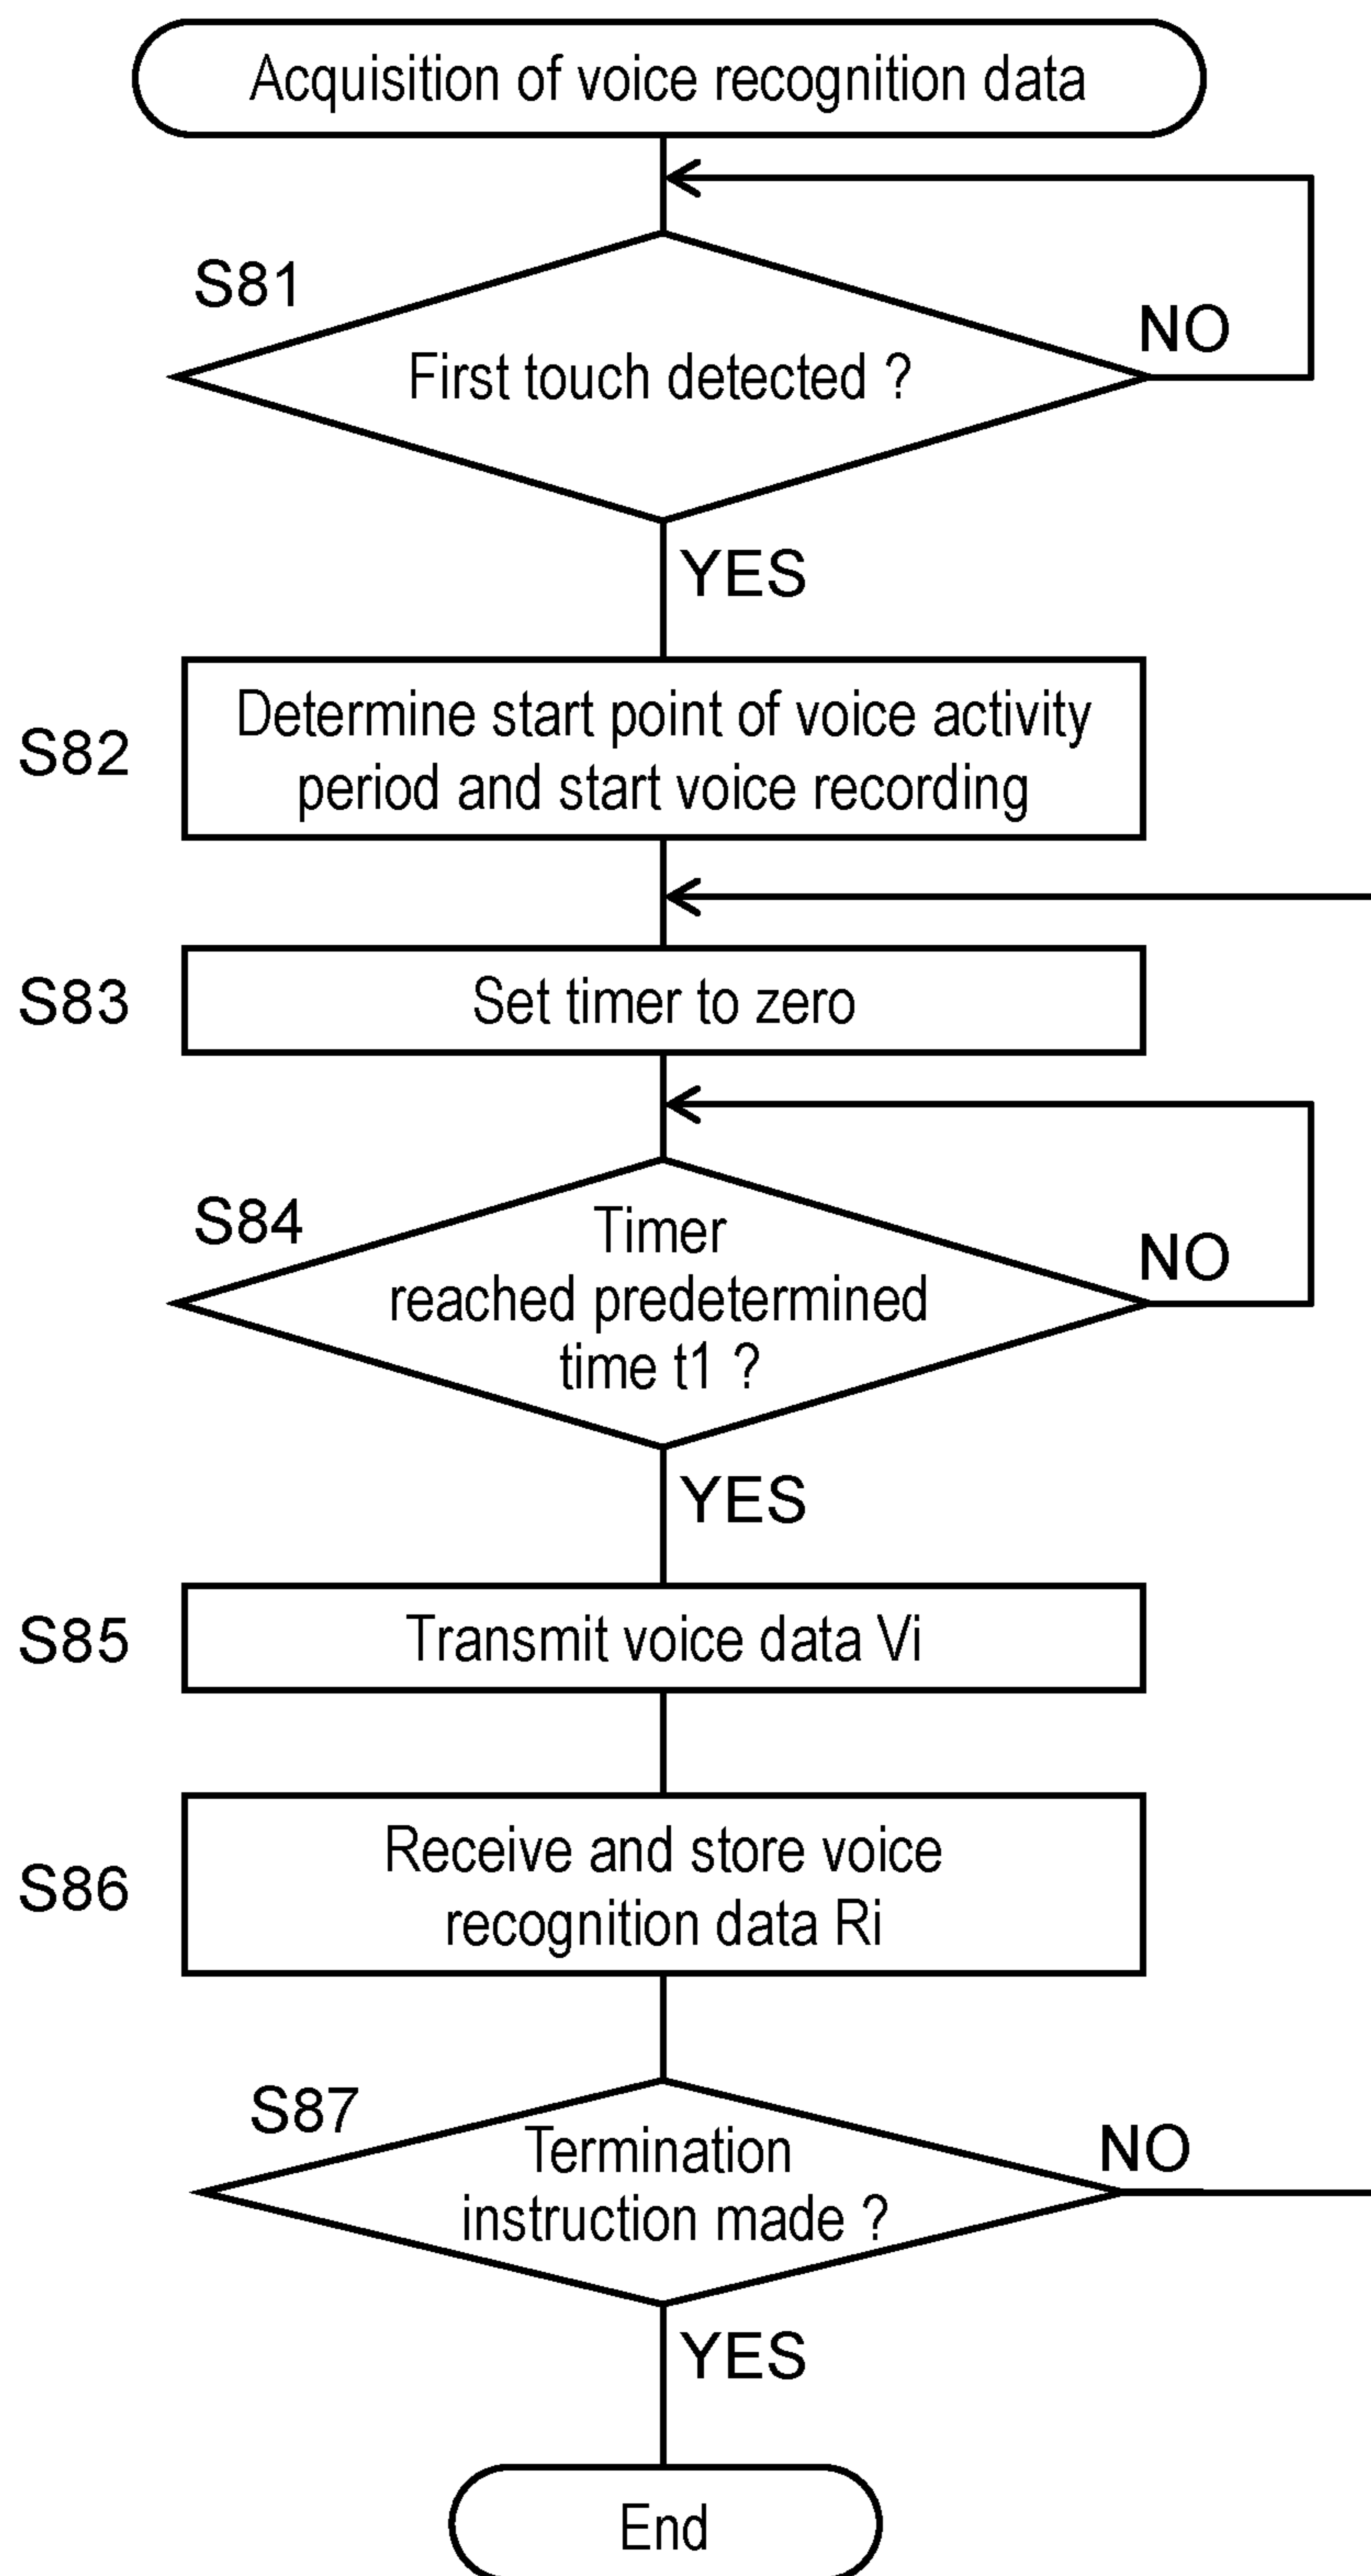 Acquisition of voice recognition data
S81
First touch detected ?
NO
YES
S82
Determine start point of voice activity
period and start voice recording
S83
Set timer to zero
S84
Timer
reached predetermined
time t1 ?
NO
YES
S85
Transmit voice data Vi
S86
Receive and store voice
recognition data Ri
S87
Termination
instruction made ?
NO
YES
End